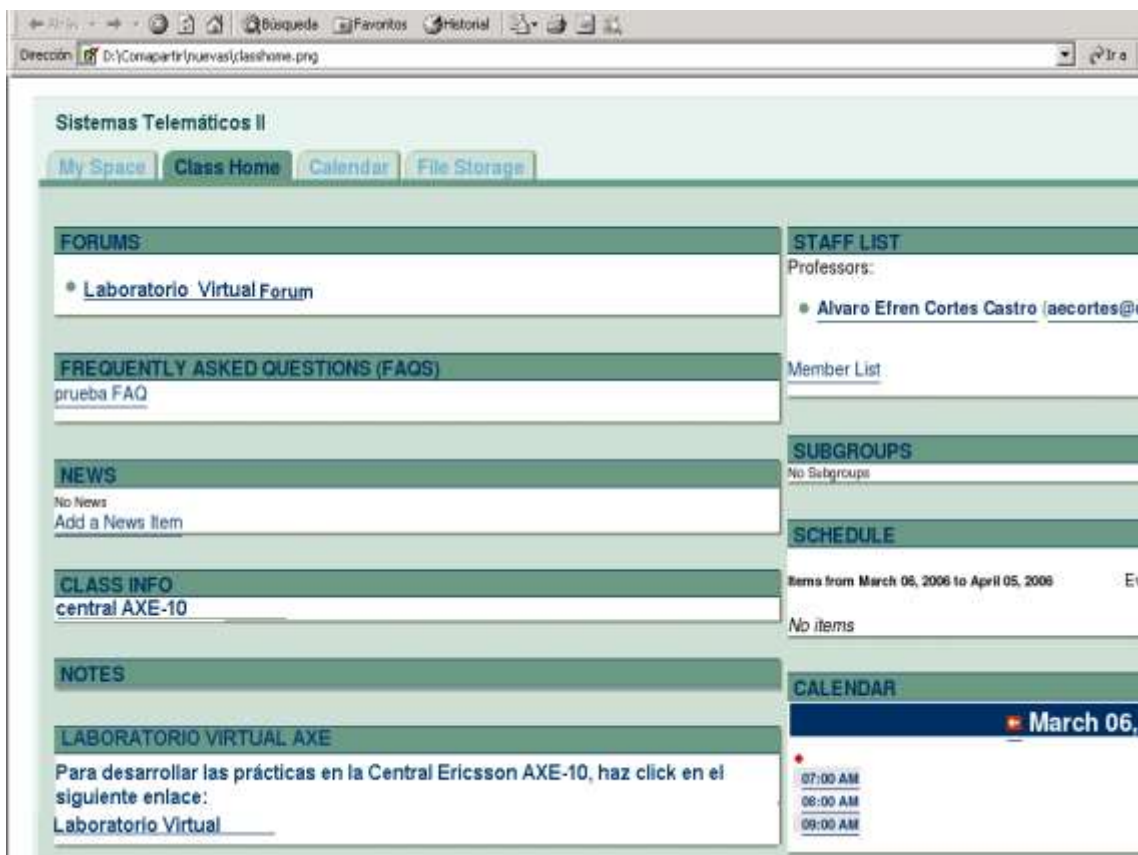 Atrás Búsqueda Favoritos Historial
Dirección D:\Comapartir\nuevas\classhome.png Ir a
Sistemas Telemáticos II
My Space Class Home Calendar File Storage
FORUMS
Laboratorio Virtual Forum
FREQUENTLY ASKED QUESTIONS (FAQS)
prueba FAQ
NEWS
No News
Add a News Item
CLASS INFO
central AXE-10
NOTES
LABORATORIO VIRTUAL AXE
Para desarrollar las prácticas en la Central Ericsson AXE-10, haz click en el
siguiente enlace:
Laboratorio Virtual
STAFF LIST
Professors:
Alvaro Efren Cortes Castro (aecortes@
Member List
SUBGROUPS
No Subgroups
SCHEDULE
Items from March 06, 2006 to April 05, 2006
No items
CALENDAR
March 06,
07:00 AM
08:00 AM
09:00 AM